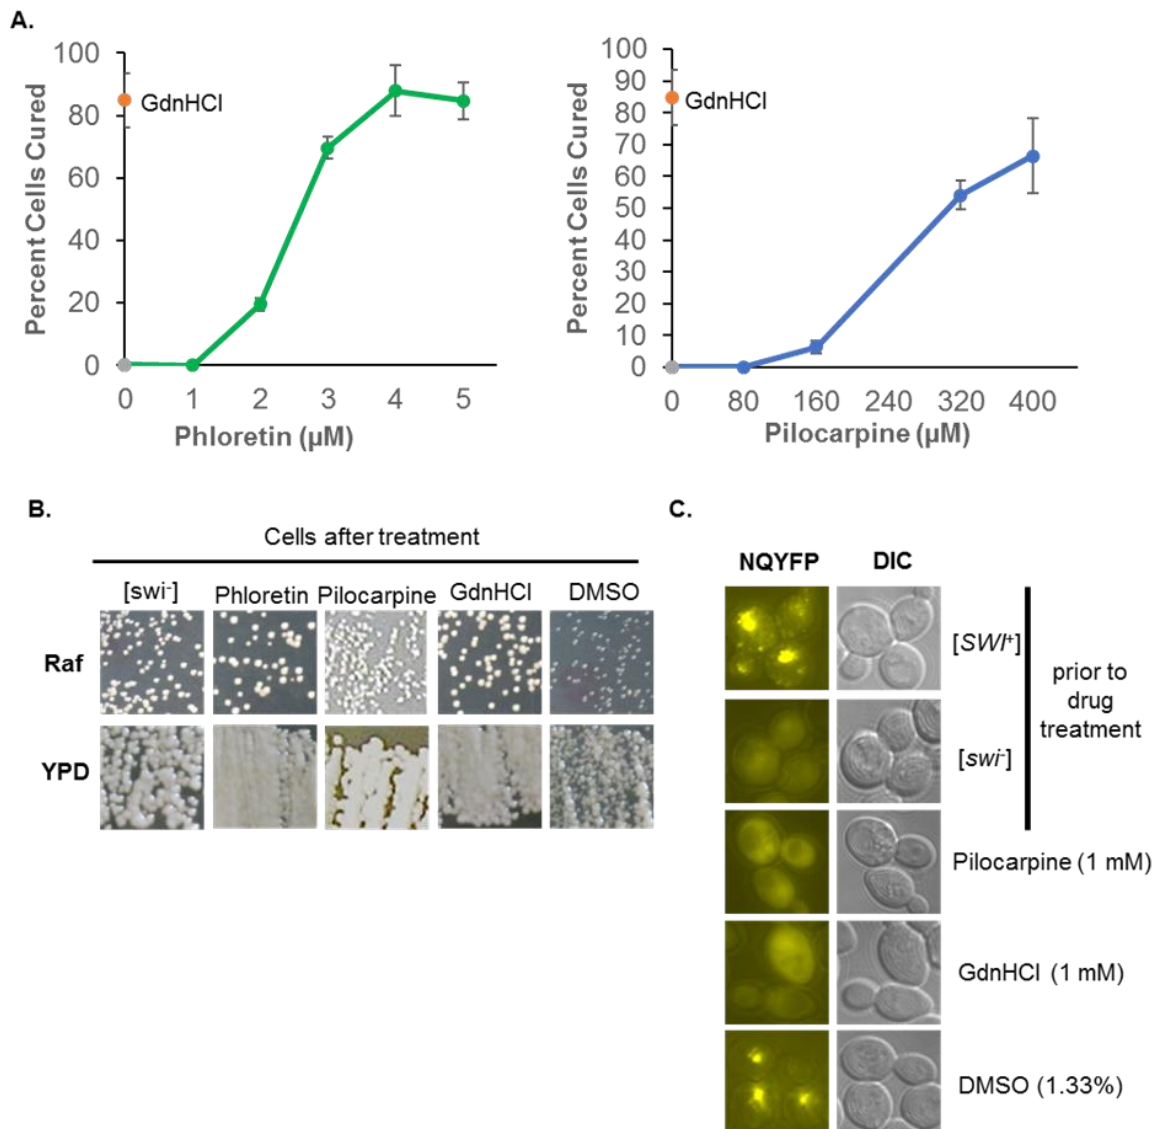 A.
Percent Cells Cured
100
80
60
40
20
0
GdnHCl
0 1 2 3 4 5
Phloretin (µM)
Percent Cells Cured
100
90
80
70
60
50
40
30
20
10
0
GdnHCl
0 80 160 240 320 400
Pilocarpine (µM)
B.
Cells after treatment
[swi-] Phloretin Pilocarpine GdnHCl DMSO
Raf
YPD
C.
NQYFP DIC
[SWI+]
prior to
drug
treatment
[swi-]
Pilocarpine (1 mM)
GdnHCl (1 mM)
DMSO (1.33%)